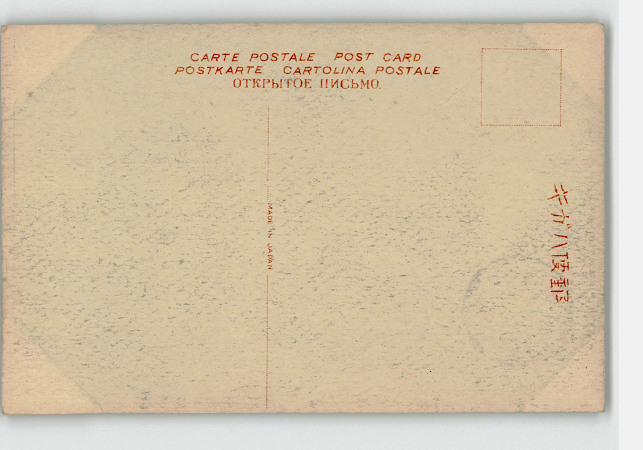 CARTE POSTALE POST CARD
POSTKARTE CARTOLINA POSTALE
ОТКРЫТОЕ ПИСЬМО.
MADE IN JAPAN
郵便ハガキ